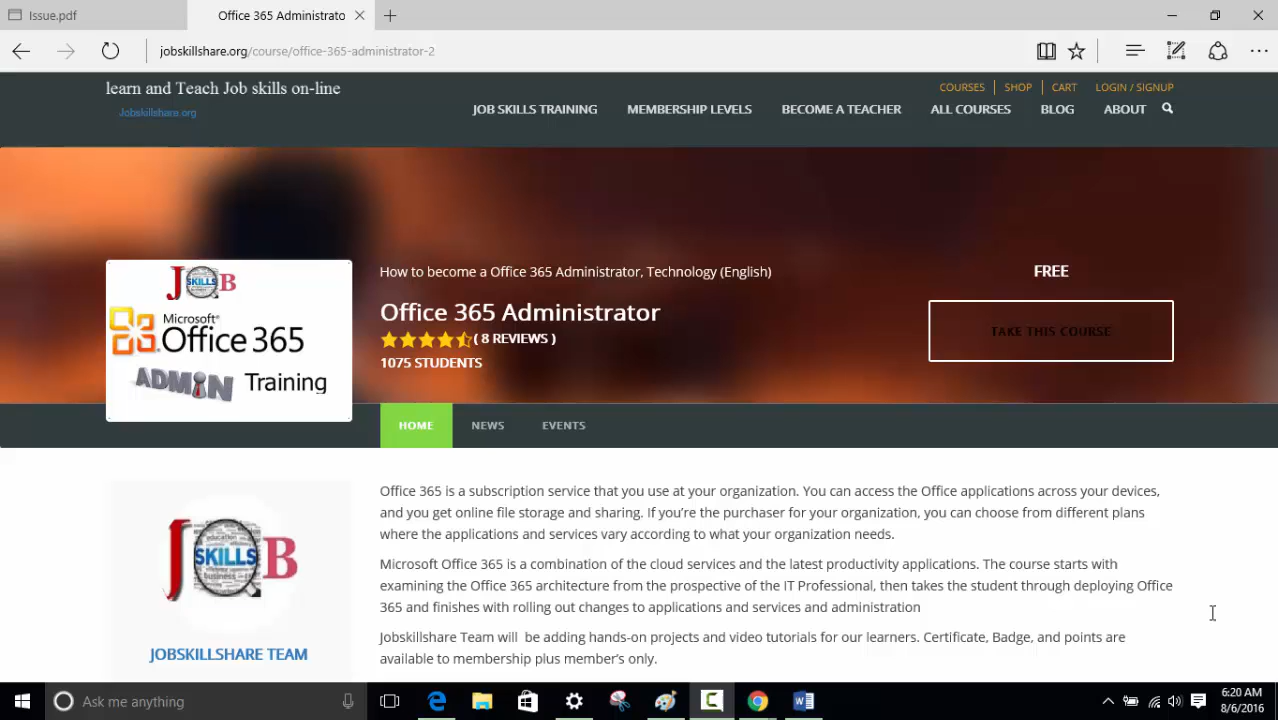 Issue.pdf
Office 365 Administrato
jobskillshare.org/course/office-365-administrator-2
learn and Teach Job skills on-line
Jobskillshare.org
COURSES SHOP CART LOGIN / SIGNUP
JOB SKILLS TRAINING MEMBERSHIP LEVELS BECOME A TEACHER ALL COURSES BLOG ABOUT
JOB
SKILLS
Microsoft®
Office 365
ADMIN Training
How to become a Office 365 Administrator, Technology (English)
Office 365 Administrator
( 8 REVIEWS )
1075 STUDENTS
FREE
TAKE THIS COURSE
HOME NEWS EVENTS
JOB
SKILLS
JOBSKILLSHARE TEAM
Office 365 is a subscription service that you use at your organization. You can access the Office applications across your devices,
and you get online file storage and sharing. If you're the purchaser for your organization, you can choose from different plans
where the applications and services vary according to what your organization needs.
Microsoft Office 365 is a combination of the cloud services and the latest productivity applications. The course starts with
examining the Office 365 architecture from the prospective of the IT Professional, then takes the student through deploying Office
365 and finishes with rolling out changes to applications and services and administration
Jobskillshare Team will be adding hands-on projects and video tutorials for our learners. Certificate, Badge, and points are
available to membership plus member's only.
Ask me anything
6:20 AM
8/6/2016